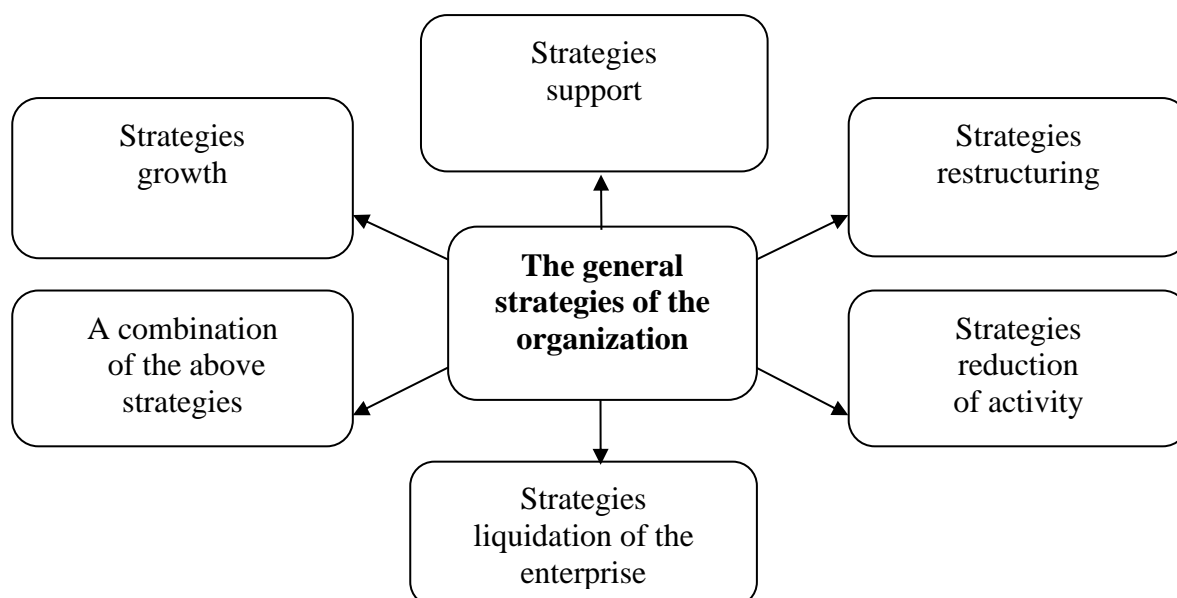 Strategies
support
Strategies
growth
Strategies
restructuring
The general
strategies of the
organization
A combination
of the above
strategies
Strategies
reduction
of activity
Strategies
liquidation of the
enterprise